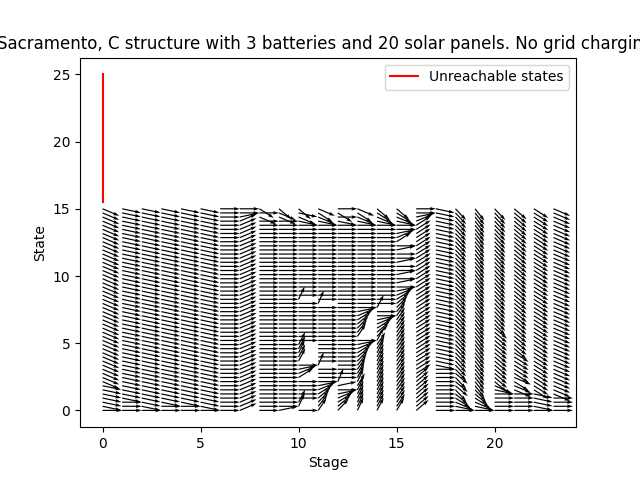 Sacramento, C structure with 3 batteries and 20 solar panels. No grid chargin
Unreachable states
25
20
15
10
5
0
State
0 5 10 15 20
Stage